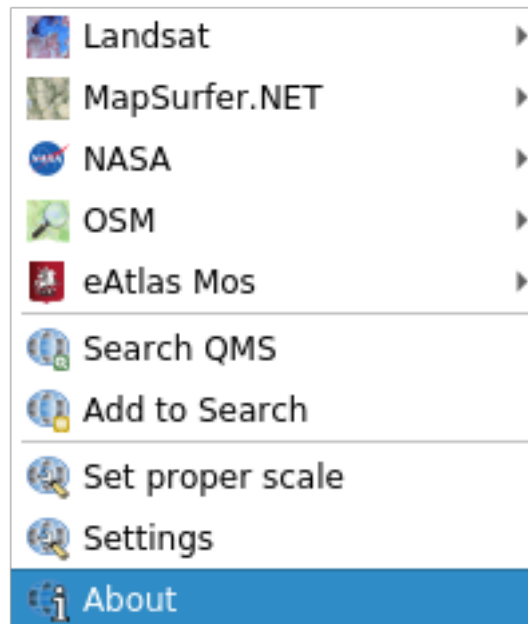 Landsat
MapSurfer.NET
NASA
OSM
eAtlas Mos
Search QMS
Add to Search
Set proper scale
Settings
About